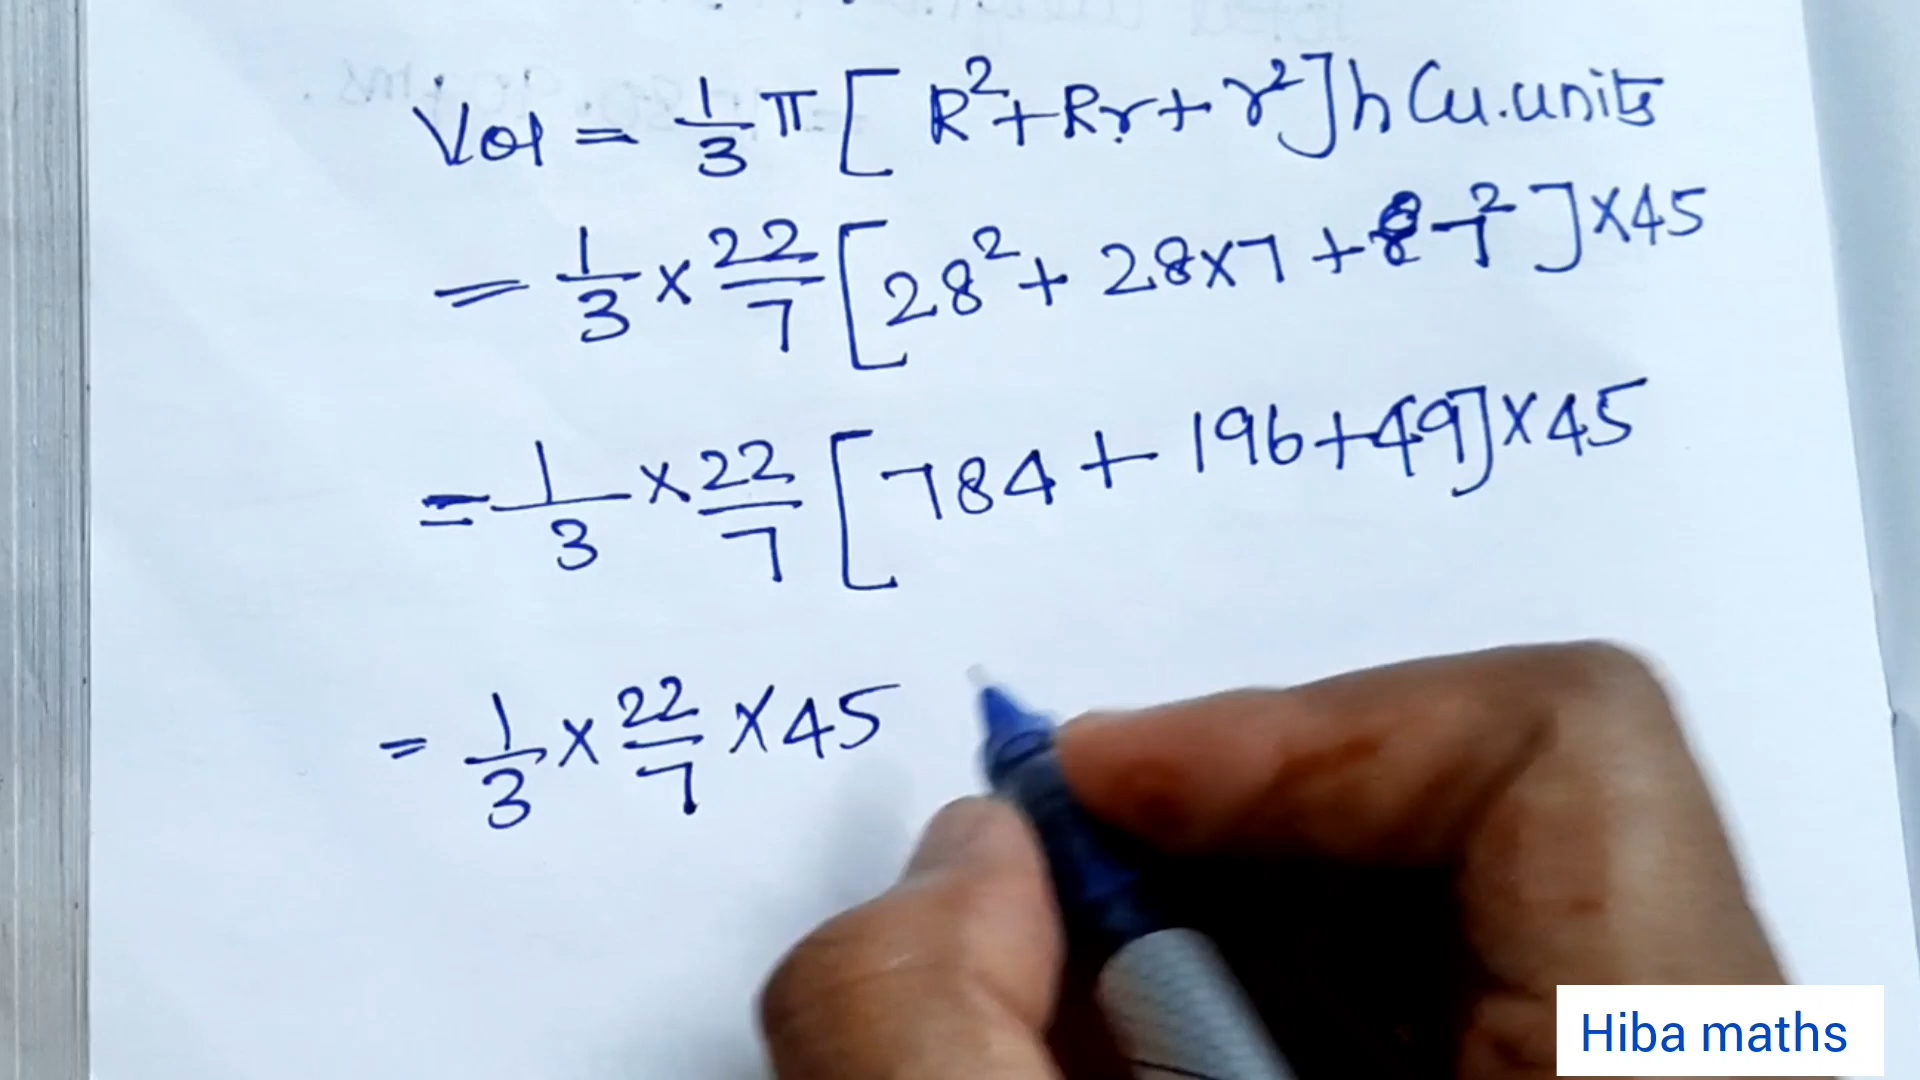 Vol = 1/3 π [ R² + Rr + r² ] h Cu.units
= 1/3 × 22/7 [ 28² + 28×7 + 7² ] ×45
= 1/3 × 22/7 [ 784 + 196 + 49 ] × 45
= 1/3 × 22/7 × 45
Hiba maths